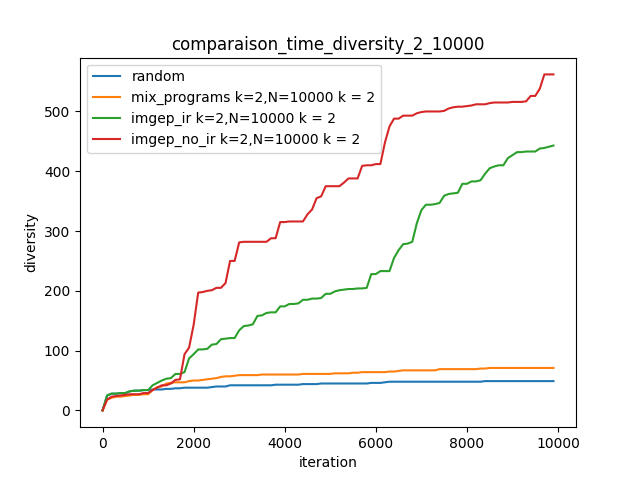 comparaison_time_diversity_2_10000
random
mix_programs k=2,N=10000 k = 2
imgep_ir k=2,N=10000 k = 2
imgep_no_ir k=2,N=10000 k = 2
diversity
500
400
300
200
100
0
0 2000 4000 6000 8000 10000
iteration